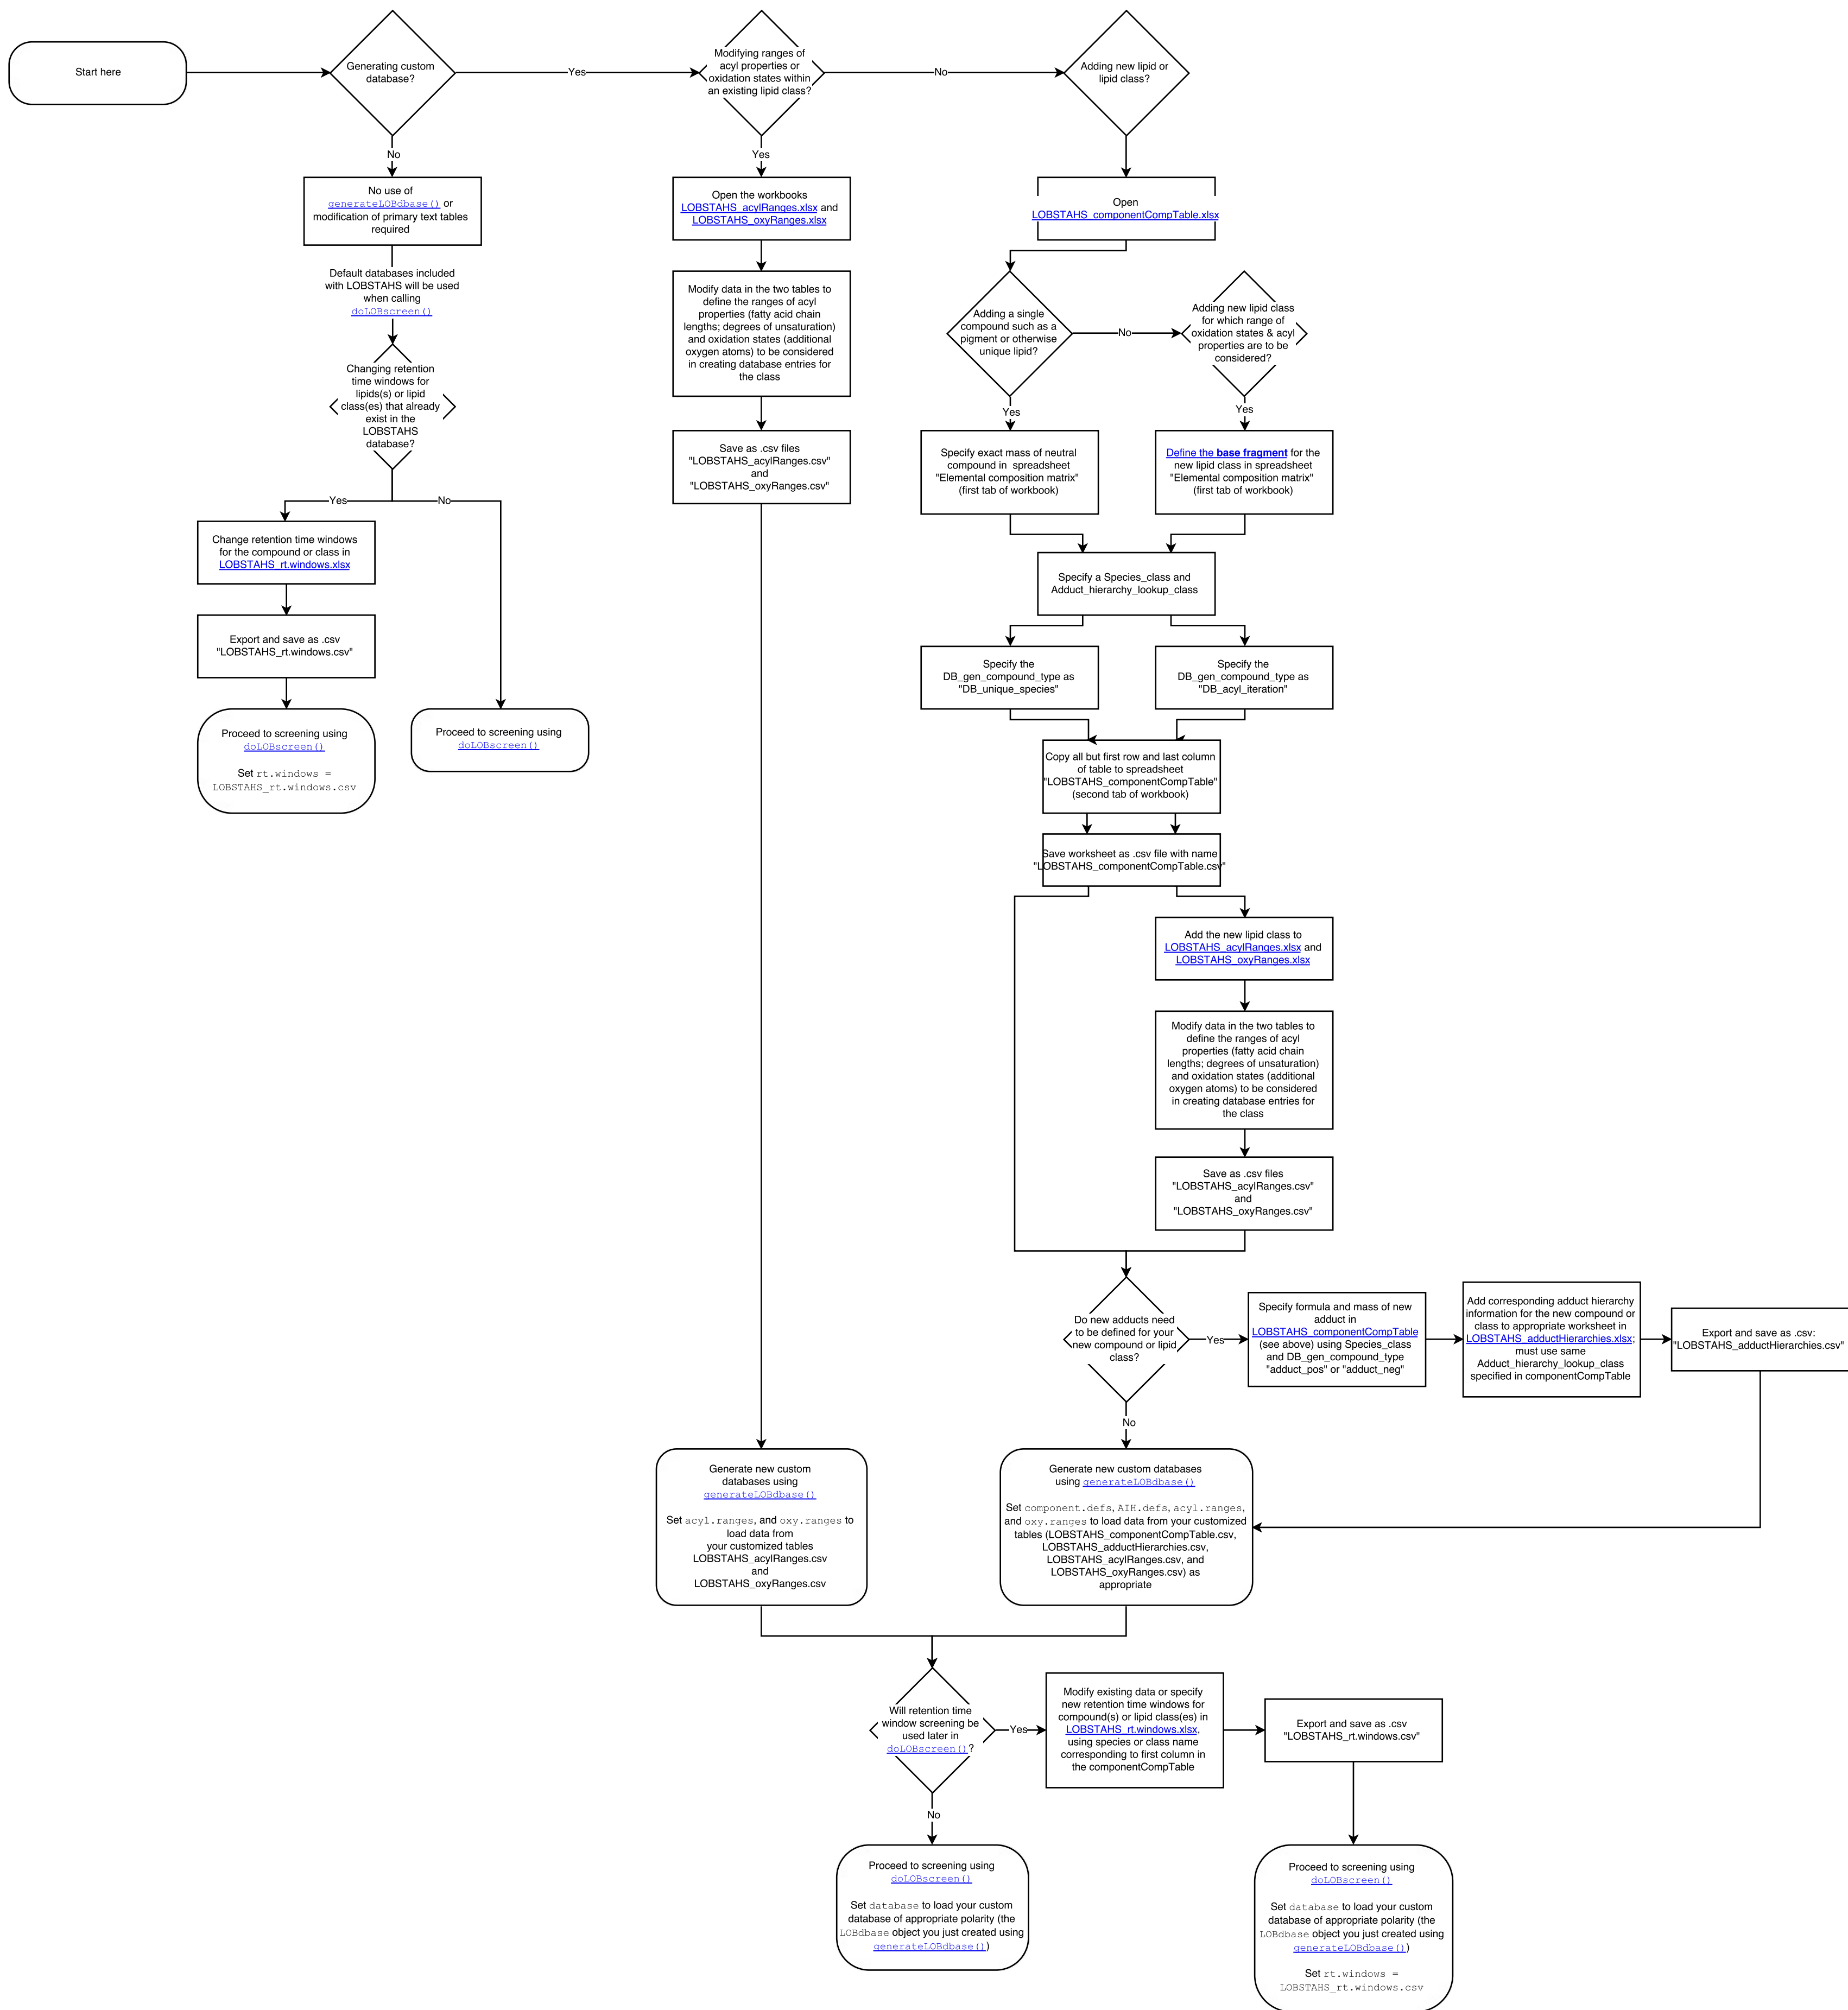 Start here
Generating custom
database?
Yes
Modifying ranges of
acyl properties or
oxidation states within
an existing lipid class?
No
Adding new lipid or
lipid class?
No
No use of
generateLOBdbase() or
modification of primary text tables
required
Default databases included
with LOBSTAHS will be used
when calling
doLOBscreen()
Changing retention
time windows for
lipids(s) or lipid
class(es) that already
exist in the
LOBSTAHS
database?
Yes
No
Change retention time windows
for the compound or class in
LOBSTAHS_rt.windows.xlsx
Export and save as .csv
"LOBSTAHS_rt.windows.csv"
Proceed to screening using
doLOBscreen()
Set rt.windows =
LOBSTAHS_rt.windows.csv
Proceed to screening using
doLOBscreen()
Yes
Open the workbooks
LOBSTAHS_acylRanges.xlsx and
LOBSTAHS_oxyRanges.xlsx
Modify data in the two tables to
define the ranges of acyl
properties (fatty acid chain
lengths; degrees of unsaturation)
and oxidation states (additional
oxygen atoms) to be considered
in creating database entries for
the class
Save as .csv files
"LOBSTAHS_acylRanges.csv"
and
"LOBSTAHS_oxyRanges.csv"
Open
LOBSTAHS_componentCompTable.xlsx
Adding a single
compound such as a
pigment or otherwise
unique lipid?
No
Adding new lipid class
for which range of
oxidation states & acyl
properties are to be
considered?
Yes
Yes
Specify exact mass of neutral
compound in spreadsheet
"Elemental composition matrix"
(first tab of workbook)
Define the base fragment for the
new lipid class in spreadsheet
"Elemental composition matrix"
(first tab of workbook)
Specify a Species_class and
Adduct_hierarchy_lookup_class
Specify the
DB_gen_compound_type as
"DB_unique_species"
Specify the
DB_gen_compound_type as
"DB_acyl_iteration"
Copy all but first row and last column
of table to spreadsheet
"LOBSTAHS_componentCompTable"
(second tab of workbook)
Save worksheet as .csv file with name
"LOBSTAHS_componentCompTable.csv"
Add the new lipid class to
LOBSTAHS_acylRanges.xlsx and
LOBSTAHS_oxyRanges.xlsx
Modify data in the two tables to
define the ranges of acyl
properties (fatty acid chain
lengths; degrees of unsaturation)
and oxidation states (additional
oxygen atoms) to be considered
in creating database entries for
the class
Save as .csv files
"LOBSTAHS_acylRanges.csv"
and
"LOBSTAHS_oxyRanges.csv"
Do new adducts need
to be defined for your
new compound or lipid
class?
Yes
Specify formula and mass of new
adduct in
LOBSTAHS_componentCompTable
(see above) using Species_class
and DB_gen_compound_type
"adduct_pos" or "adduct_neg"
Add corresponding adduct hierarchy
information for the new compound or
class to appropriate worksheet in
LOBSTAHS_adductHierarchies.xlsx;
must use same
Adduct_hierarchy_lookup_class
specified in componentCompTable
Export and save as .csv:
"LOBSTAHS_adductHierarchies.csv"
No
Generate new custom
databases using
generateLOBdbase()
Set acyl.ranges, and oxy.ranges to
load data from
your customized tables
LOBSTAHS_acylRanges.csv
and
LOBSTAHS_oxyRanges.csv
Generate new custom databases
using generateLOBdbase()
Set component.defs, AIH.defs, acyl.ranges,
and oxy.ranges to load data from your customized
tables (LOBSTAHS_componentCompTable.csv,
LOBSTAHS_adductHierarchies.csv,
LOBSTAHS_acylRanges.csv, and
LOBSTAHS_oxyRanges.csv) as
appropriate
Will retention time
window screening be
used later in
doLOBscreen()?
Yes
Modify existing data or specify
new retention time windows for
compound(s) or lipid class(es) in
LOBSTAHS_rt.windows.xlsx,
using species or class name
corresponding to first column in
the componentCompTable
Export and save as .csv
"LOBSTAHS_rt.windows.csv"
No
Proceed to screening using
doLOBscreen()
Set database to load your custom
database of appropriate polarity (the
LOBdbase object you just created using
generateLOBdbase())
Proceed to screening using
doLOBscreen()
Set database to load your custom
database of appropriate polarity (the
LOBdbase object you just created using
generateLOBdbase())
Set rt.windows =
LOBSTAHS_rt.windows.csv